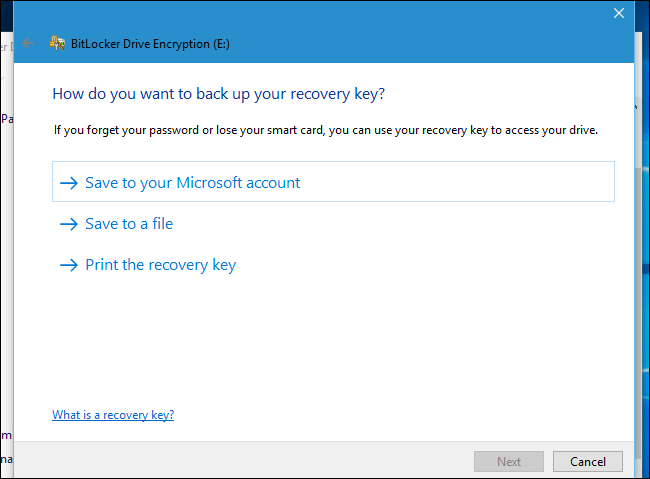 BitLocker Drive Encryption (E:)
How do you want to back up your recovery key?
If you forget your password or lose your smart card, you can use your recovery key to access your drive.
Save to your Microsoft account
Save to a file
Print the recovery key
What is a recovery key?
Next
Cancel